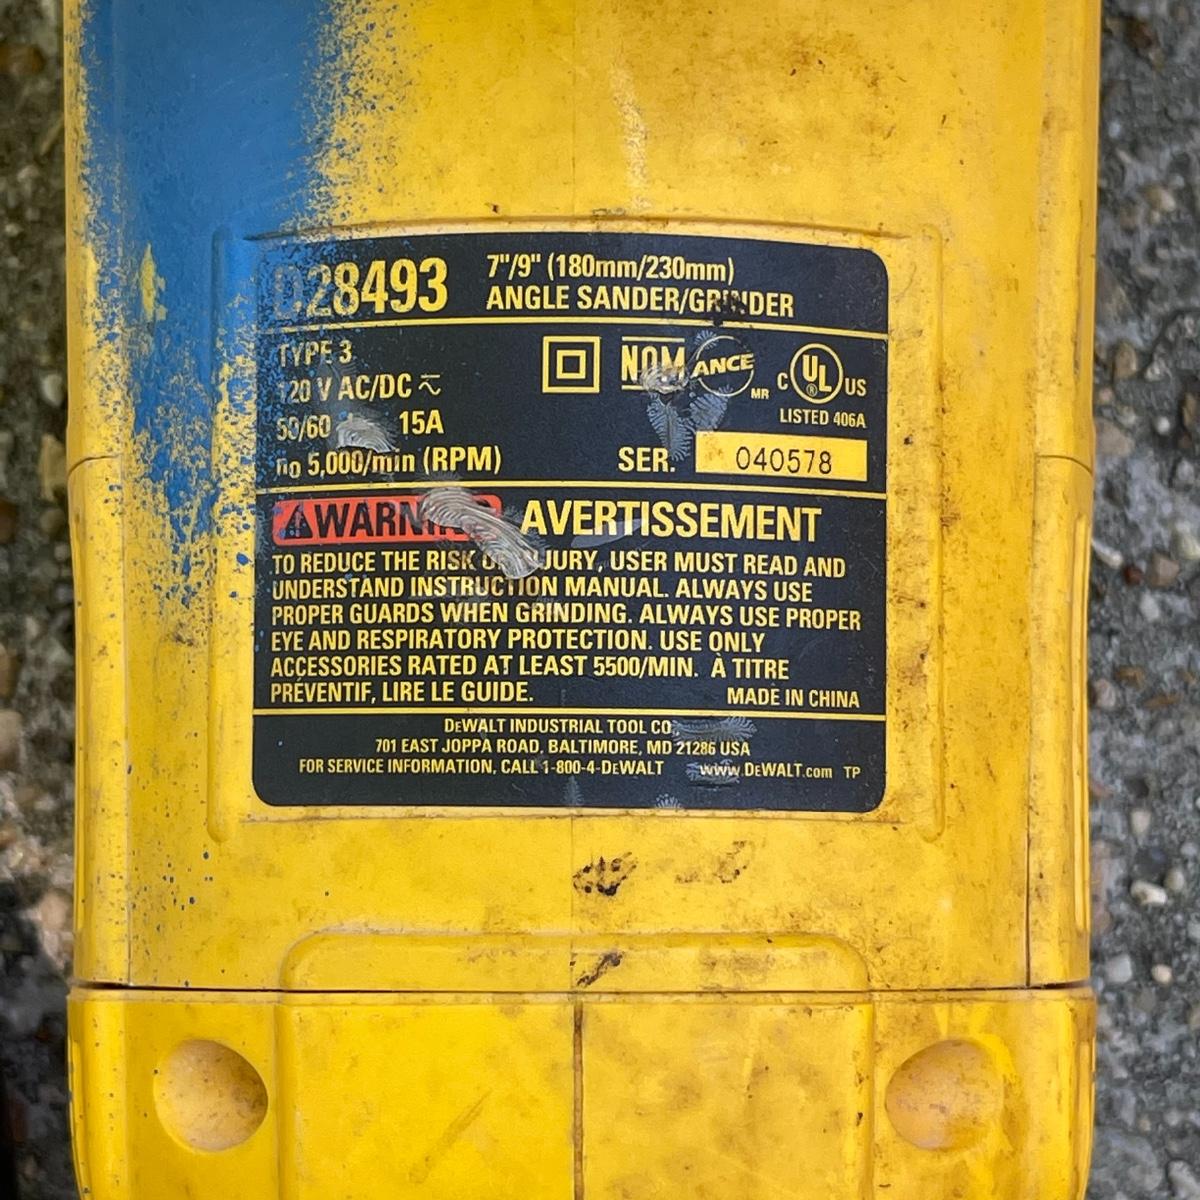 D28493
7"/9" (180mm/230mm)
ANGLE SANDER/GRINDER
TYPE 3
120 V AC/DC ⎓ ∿
50/60 15A
no 5,000/min (RPM)
NOM
ANCE
MR
C UL ® US
LISTED 406A
SER. 040578
⚠WARNING AVERTISSEMENT
TO REDUCE THE RISK OF INJURY, USER MUST READ AND
UNDERSTAND INSTRUCTION MANUAL. ALWAYS USE
PROPER GUARDS WHEN GRINDING. ALWAYS USE PROPER
EYE AND RESPIRATORY PROTECTION. USE ONLY
ACCESSORIES RATED AT LEAST 5500/MIN. À TITRE
PRÉVENTIF, LIRE LE GUIDE. MADE IN CHINA
DEWALT INDUSTRIAL TOOL CO
701 EAST JOPPA ROAD, BALTIMORE, MD 21286 USA
FOR SERVICE INFORMATION, CALL 1-800-4-DEWALT www.DEWALT.com TP